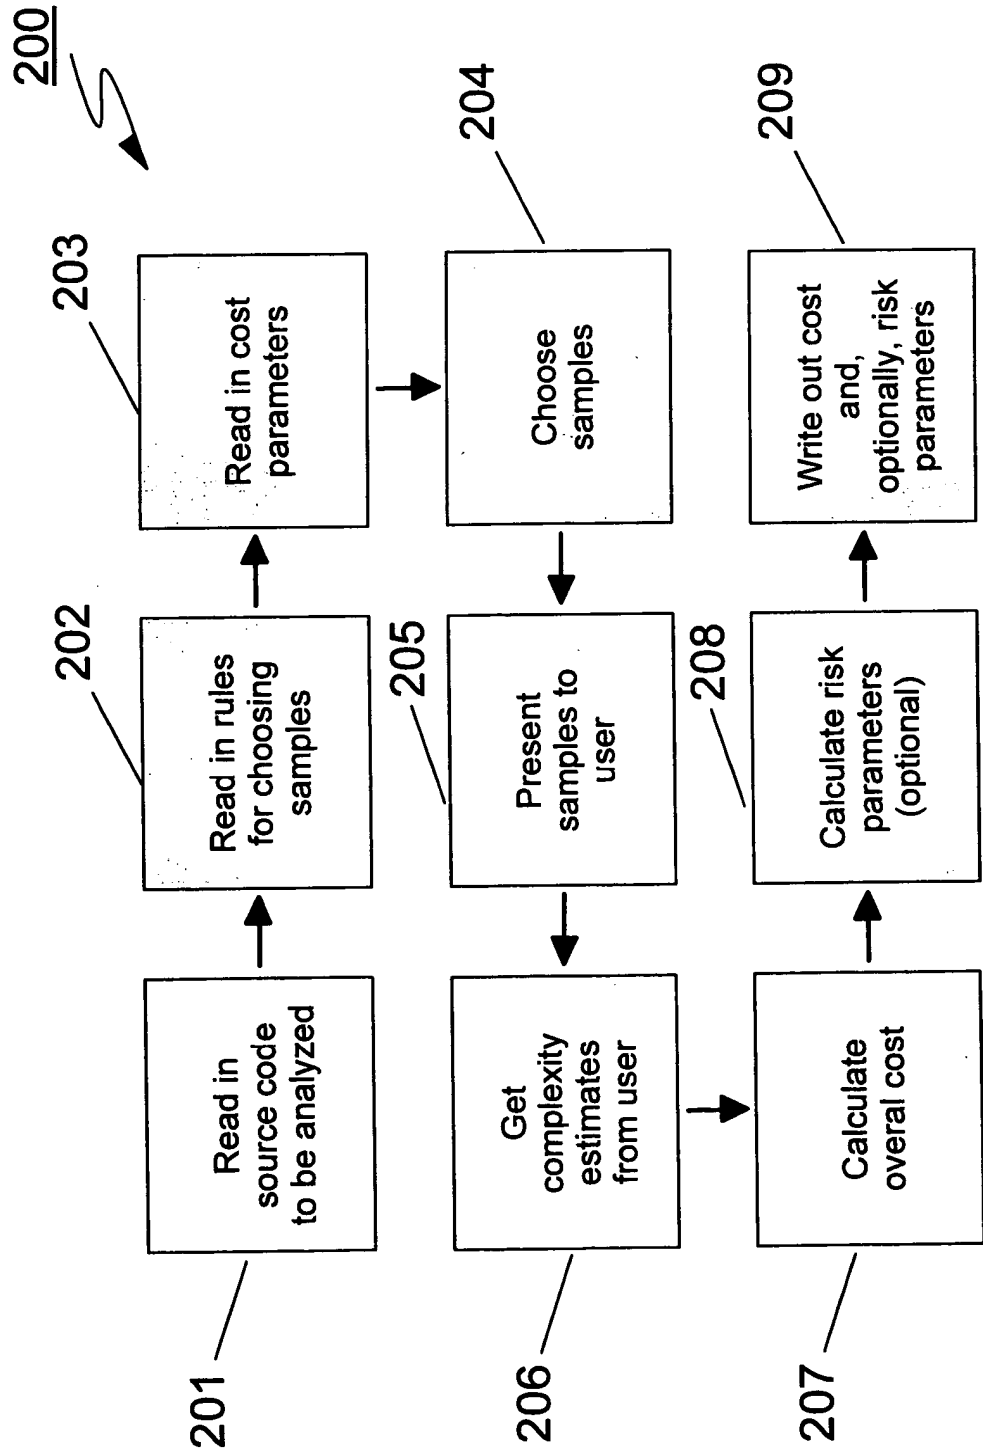 200
201
Read in
source code
to be analyzed
202
Read in rules
for choosing
samples
203
Read in cost
parameters
204
Choose
samples
205
Present
samples to
user
206
Get
complexity
estimates
from user
207
Calculate
overal cost
208
Calculate risk
parameters
(optional)
209
Write out cost
and,
optionally, risk
parameters